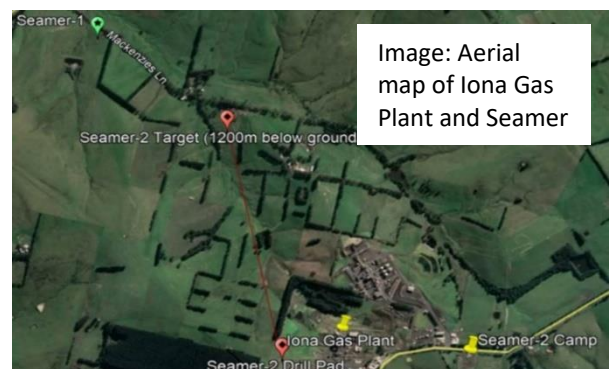 Seamer-1
Mackenzies Ln
Image: Aerial
map of Iona Gas
Plant and Seamer
Seamer-2 Target (1200m below ground
Iona Gas Plant
Seamer-2 Camp
Seamer-2 Drill Pad